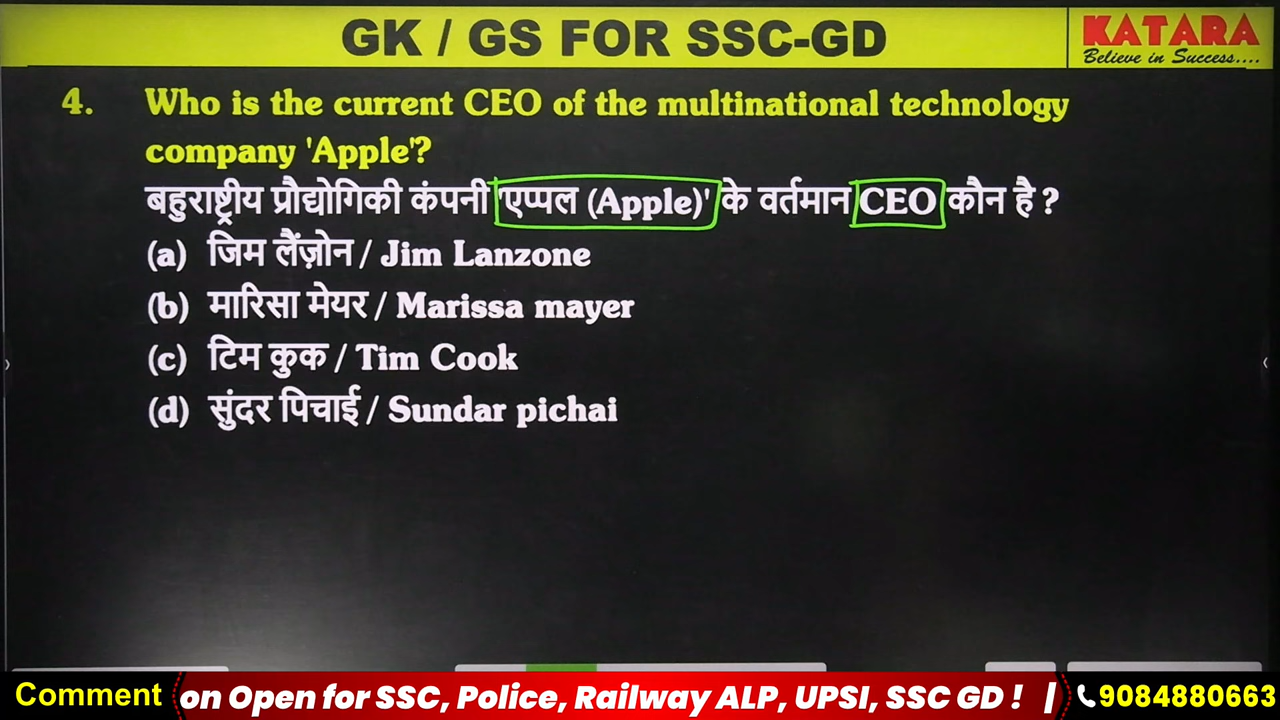 GK / GS FOR SSC-GD
KATARA
Believe in Success....
4. Who is the current CEO of the multinational technology
company 'Apple'?
बहुराष्ट्रीय प्रौद्योगिकी कंपनी 'एप्पल (Apple)' के वर्तमान CEO कौन है ?
(a) जिम लैंज़ोन / Jim Lanzone
(b) मारिसा मेयर / Marissa mayer
(c) टिम कुक / Tim Cook
(d) सुंदर पिचाई / Sundar pichai
Comment on Open for SSC, Police, Railway ALP, UPSI, SSC GD ! | 9084880663